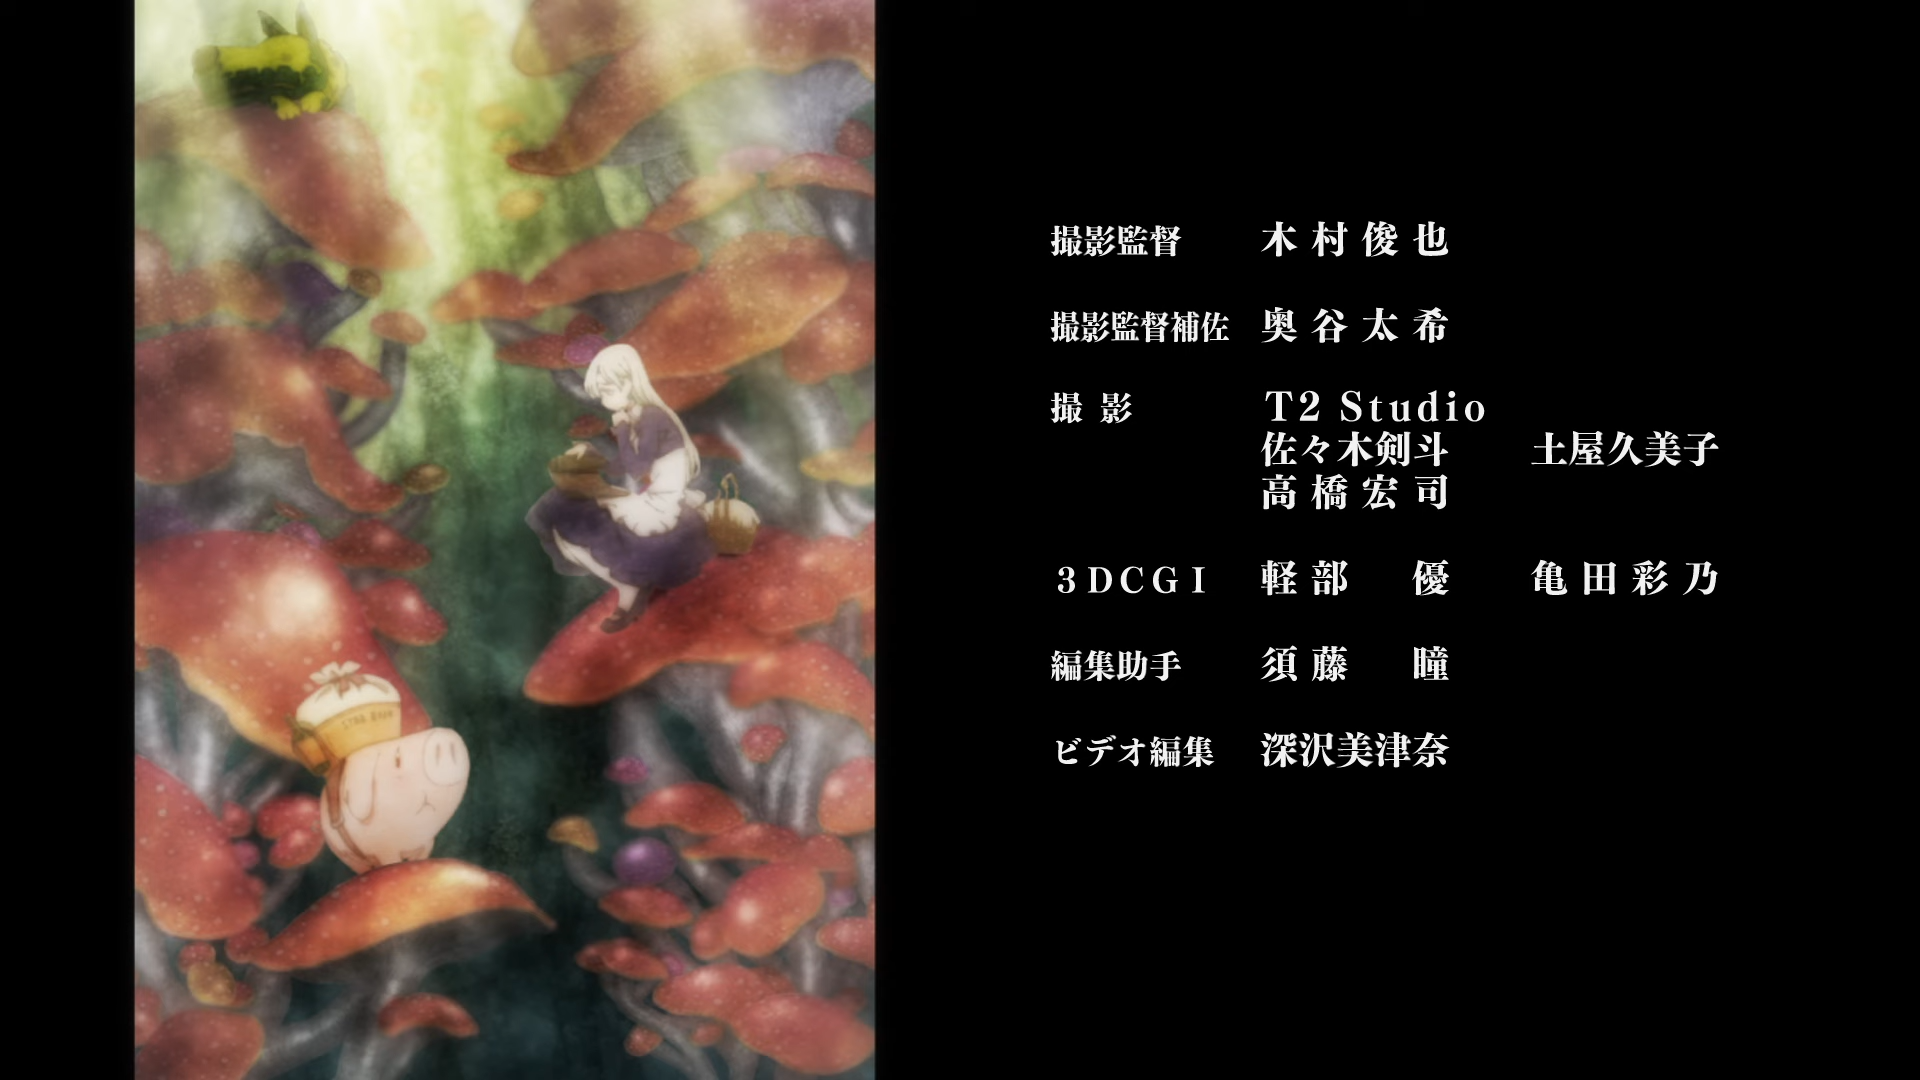 撮影監督 木村俊也
撮影監督補佐 奥谷太希
撮影 T2 Studio
佐々木剣斗 土屋久美子
高橋宏司
3DCGI 軽部 優 亀田彩乃
編集助手 須藤 瞳
ビデオ編集 深沢美津奈